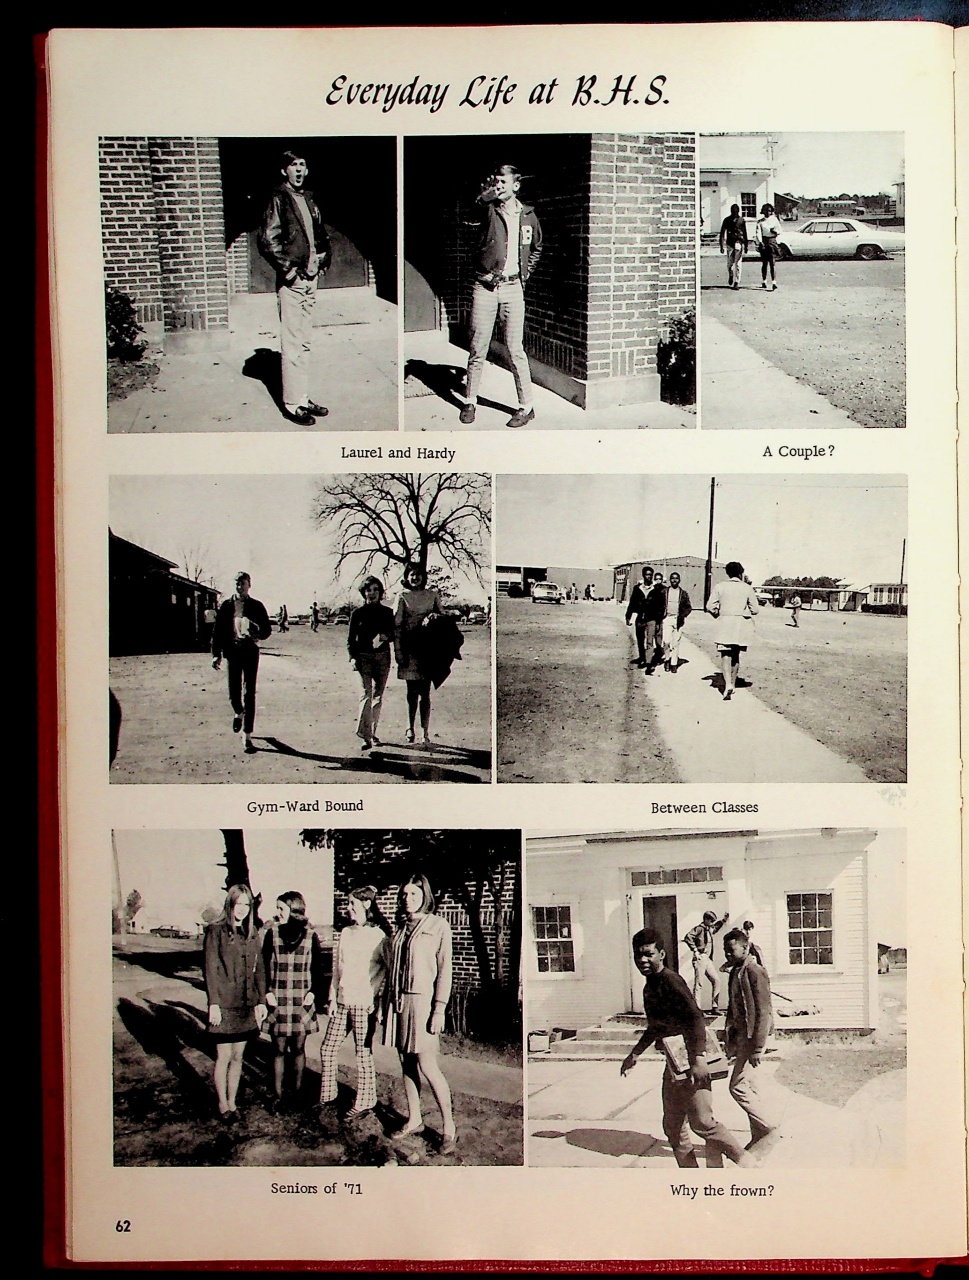 Everyday Life at B.H.S.
B
Laurel and Hardy
A Couple?
Gym-Ward Bound
Between Classes
Seniors of '71
Why the frown?
62